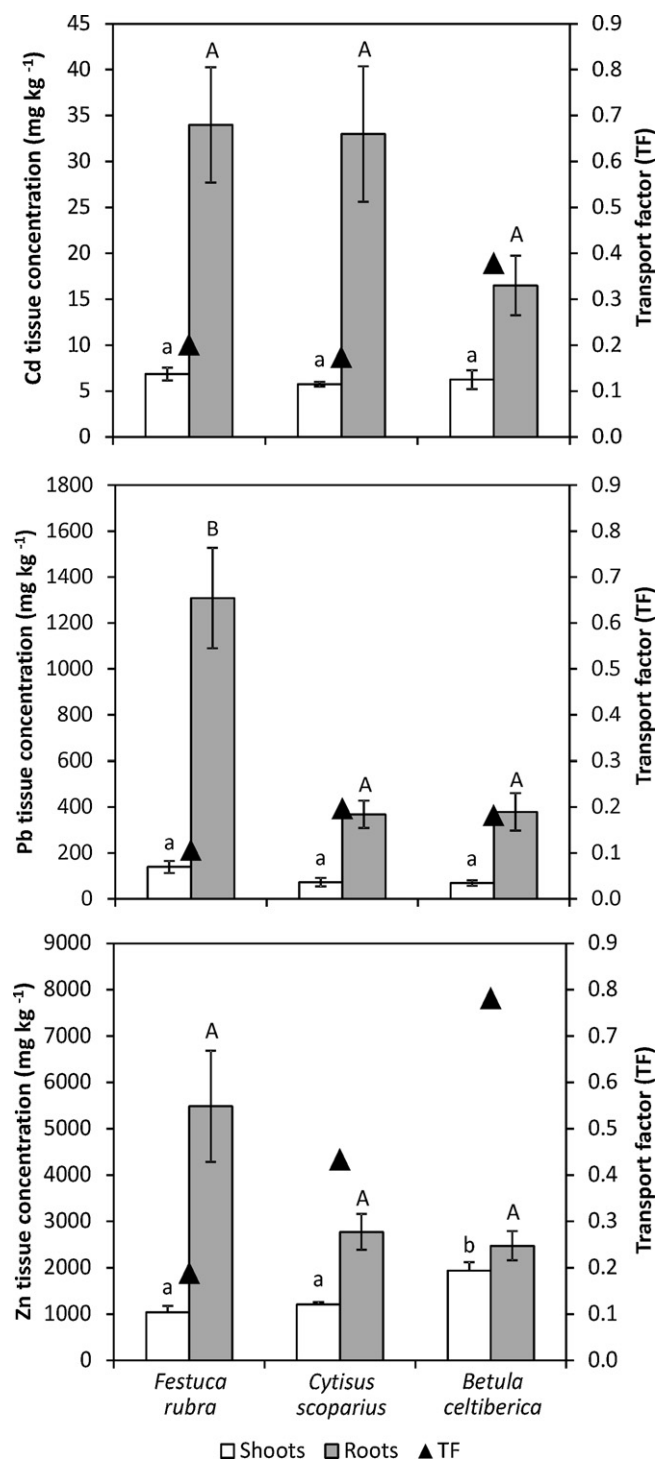 Cd tissue concentration (mg kg -1)
45
40
35
30
25
20
15
10
5
0
A
A
A
a
a
a
0.9
0.8
0.7
0.6
0.5
0.4
0.3
0.2
0.1
0.0
Transport factor (TF)
Pb tissue concentration (mg kg -1)
1800
1600
1400
1200
1000
800
600
400
200
0
B
A
A
a
a
a
0.9
0.8
0.7
0.6
0.5
0.4
0.3
0.2
0.1
0.0
Transport factor (TF)
Zn tissue concentration (mg kg -1)
9000
8000
7000
6000
5000
4000
3000
2000
1000
0
A
A
A
a
a
b
0.9
0.8
0.7
0.6
0.5
0.4
0.3
0.2
0.1
0.0
Transport factor (TF)
Festuca
rubra
Cytisus
scoparius
Betula
celtiberica
Shoots Roots TF